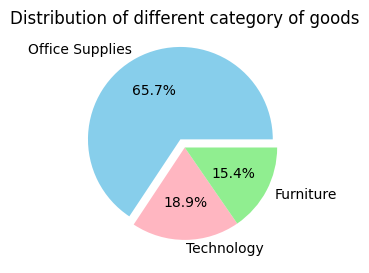 Distribution of different category of goods
Office Supplies
65.7%
15.4%
Furniture
18.9%
Technology